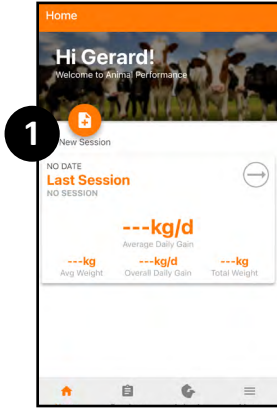 Home
Hi Gerard!
Welcome to Animal Performance
1
New Session
NO DATE
Last Session
NO SESSION
---kg/d
Average Daily Gain
---kg ---kg/d ---kg
Avg Weight Overall Daily Gain Total Weight